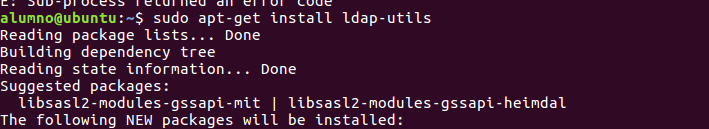 E: Sub-process returned an error code
alumno@ubuntu:~$ sudo apt-get install ldap-utils
Reading package lists... Done
Building dependency tree
Reading state information... Done
Suggested packages:
  libsasl2-modules-gssapi-mit | libsasl2-modules-gssapi-heimdal
The following NEW packages will be installed: